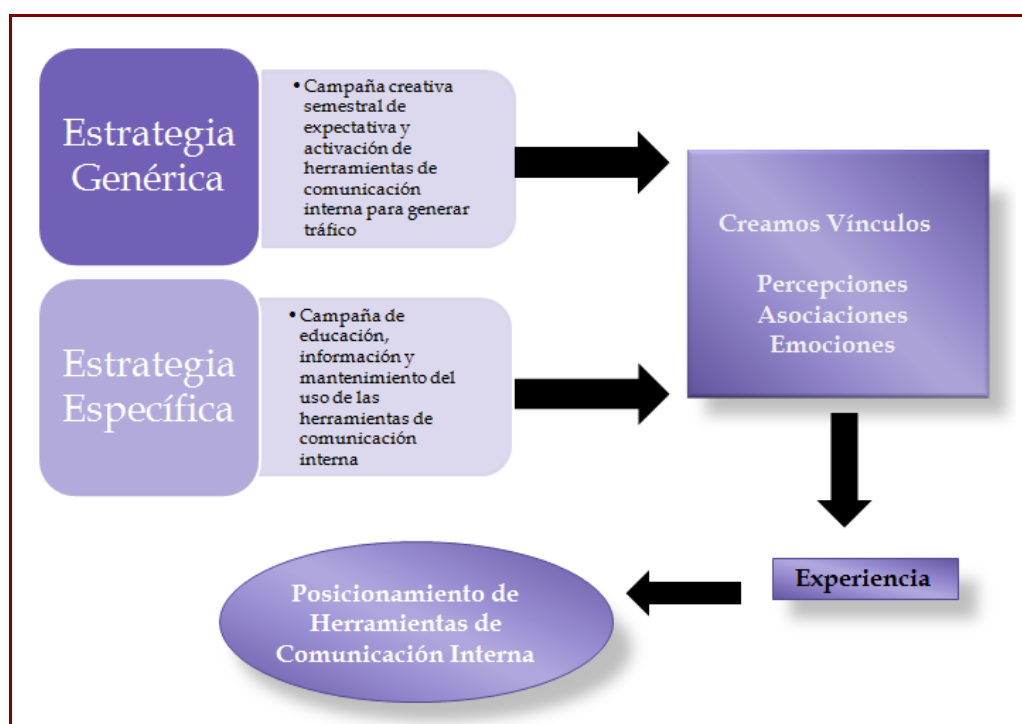 Estrategia
Genérica
•Campaña creativa
semestral de
expectativa y
activación de
herramientas de
comunicación
interna para generar
tráfico
Estrategia
Específica
•Campaña de
educación,
información y
mantenimiento del
uso de las
herramientas de
comunicación
interna
Creamos Vínculos
Percepciones
Asociaciones
Emociones
Experiencia
Posicionamiento de
Herramientas de
Comunicación Interna